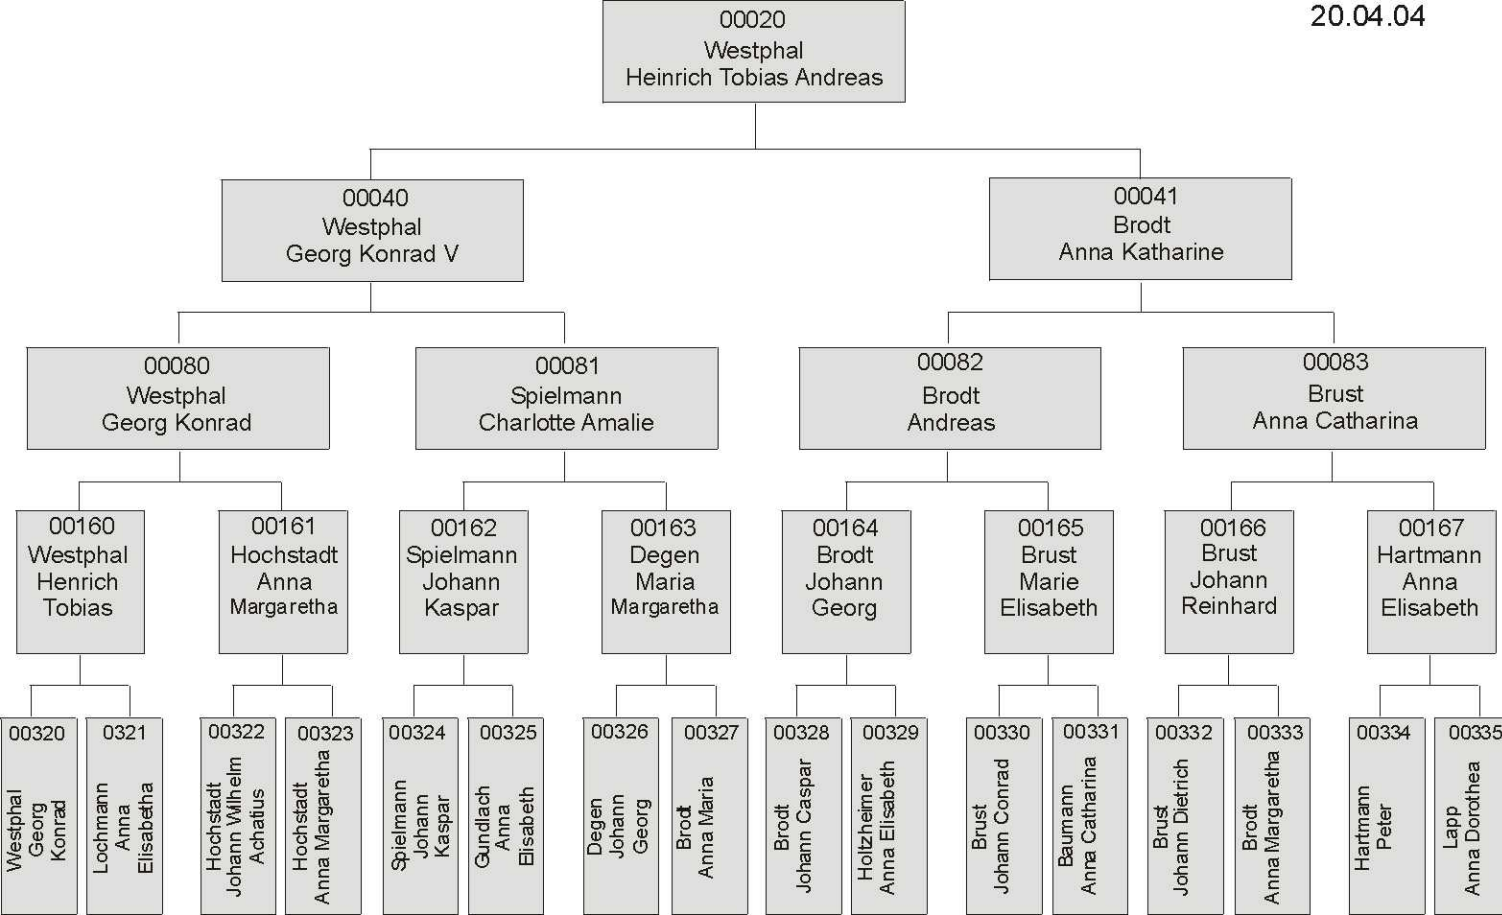 20.04.04
00020
Westphal
Heinrich Tobias Andreas
00040
Westphal
Georg Konrad V
00041
Brodt
Anna Katharine
00080
Westphal
Georg Konrad
00081
Spielmann
Charlotte Amalie
00082
Brodt
Andreas
00083
Brust
Anna Catharina
00160
Westphal
Henrich
Tobias
00161
Hochstadt
Anna
Margaretha
00162
Spielmann
Johann
Kaspar
00163
Degen
Maria
Margaretha
00164
Brodt
Johann
Georg
00165
Brust
Marie
Elisabeth
00166
Brust
Johann
Reinhard
00167
Hartmann
Anna
Elisabeth
00320
Westphal
Georg
Konrad
0321
Lochmann
Anna
Elisabetha
00322
Hochstadt
Johann Wilhelm
Achatius
00323
Hochstadt
Anna Margaretha
00324
Spielmann
Johann
Kaspar
00325
Gundlach
Anna
Elisabeth
00326
Degen
Johann
Georg
00327
Brodt
Anna Maria
00328
Brodt
Johann Caspar
00329
Holtzheimer
Anna Elisabeth
00330
Brust
Johann Conrad
00331
Baumann
Anna Catharina
00332
Brust
Johann Dietrich
00333
Brodt
Anna Margaretha
00334
Hartmann
Peter
00335
Lapp
Anna Dorothea